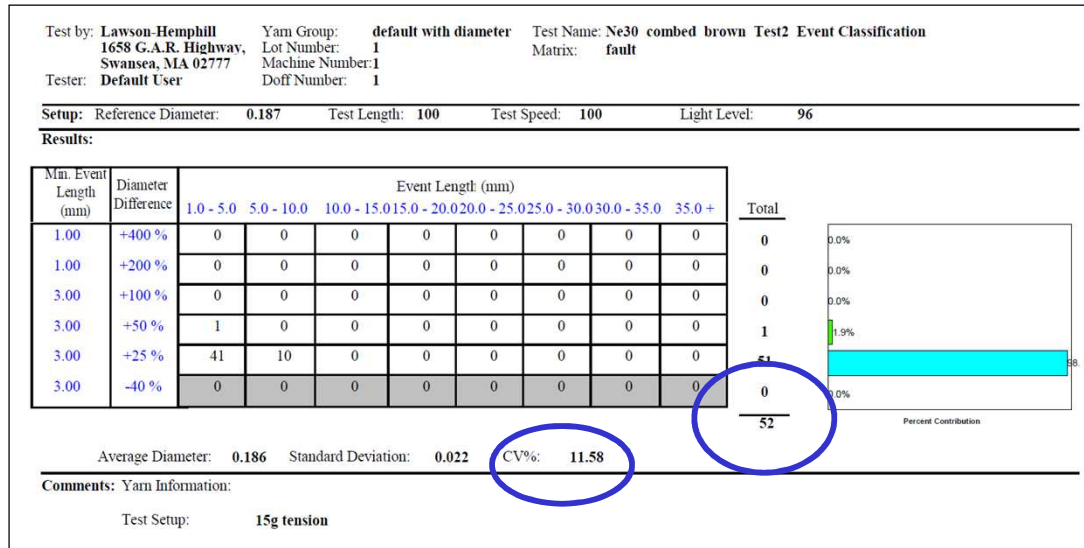 Test by: Lawson-Hemphill Yarn Group: default with diameter Test Name: Ne30 combed brown Test2 Event Classification
1658 G.A.R. Highway, Lot Number: 1 Matrix: fault
Swansea, MA 02777 Machine Number:1
Tester: Default User Doff Number: 1
Setup: Reference Diameter: 0.187 Test Length: 100 Test Speed: 100 Light Level: 96
Results:
Min. Event Length (mm) Diameter Difference Event Length (mm)
1.0 - 5.0 5.0 - 10.0 10.0 - 15.0 15.0 - 20.0 20.0 - 25.0 25.0 - 30.0 30.0 - 35.0 35.0 + Total
1.00 +400 % 0 0 0 0 0 0 0 0 0 0.0%
1.00 +200 % 0 0 0 0 0 0 0 0 0 0.0%
3.00 +100 % 0 0 0 0 0 0 0 0 0 0.0%
3.00 +50 % 1 0 0 0 0 0 0 0 1 1.9%
3.00 +25 % 41 10 0 0 0 0 0 0 51 98.
3.00 -40 % 0 0 0 0 0 0 0 0 0 0.0%
52 Percent Contribution
Average Diameter: 0.186 Standard Deviation: 0.022 CV%: 11.58
Comments: Yarn Information:
Test Setup: 15g tension